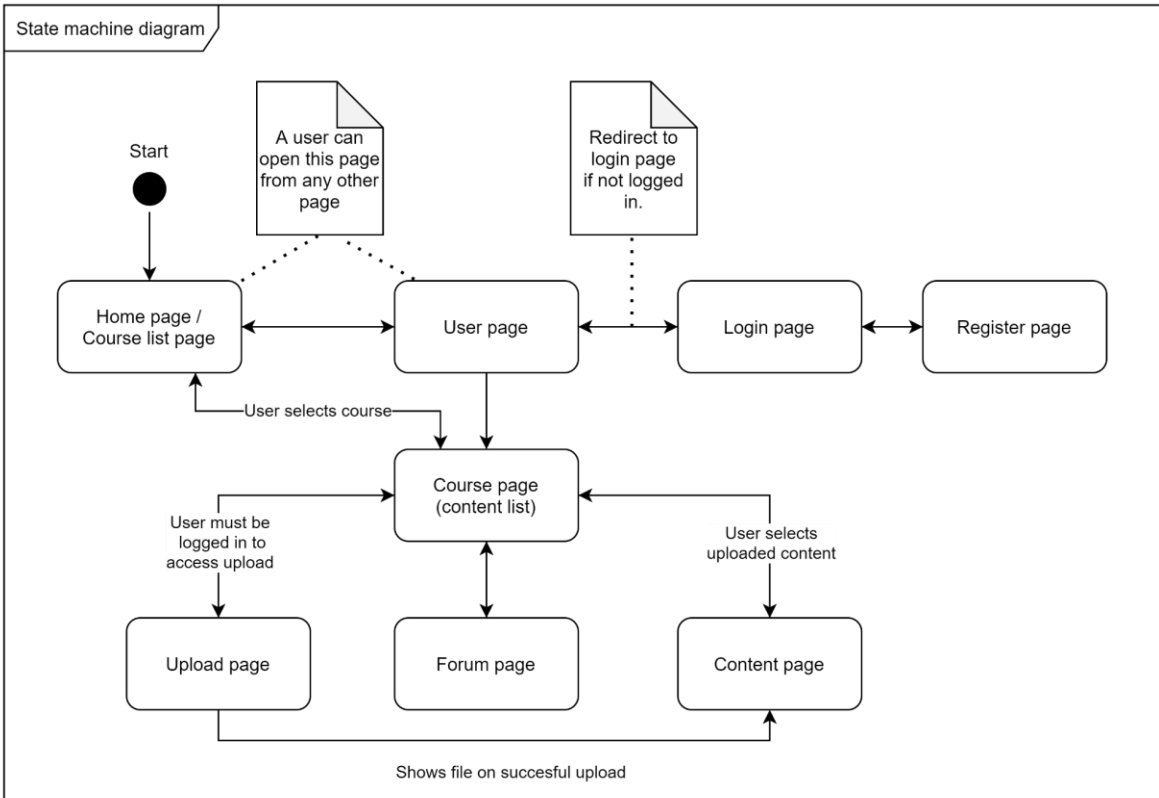 State machine diagram
Start
A user can
open this page
from any other
page
Redirect to
login page
if not logged
in.
Home page /
Course list page
User page
Login page
Register page
User selects course
Course page
(content list)
User must be
logged in to
access upload
User selects
uploaded content
Upload page
Forum page
Content page
Shows file on succesful upload